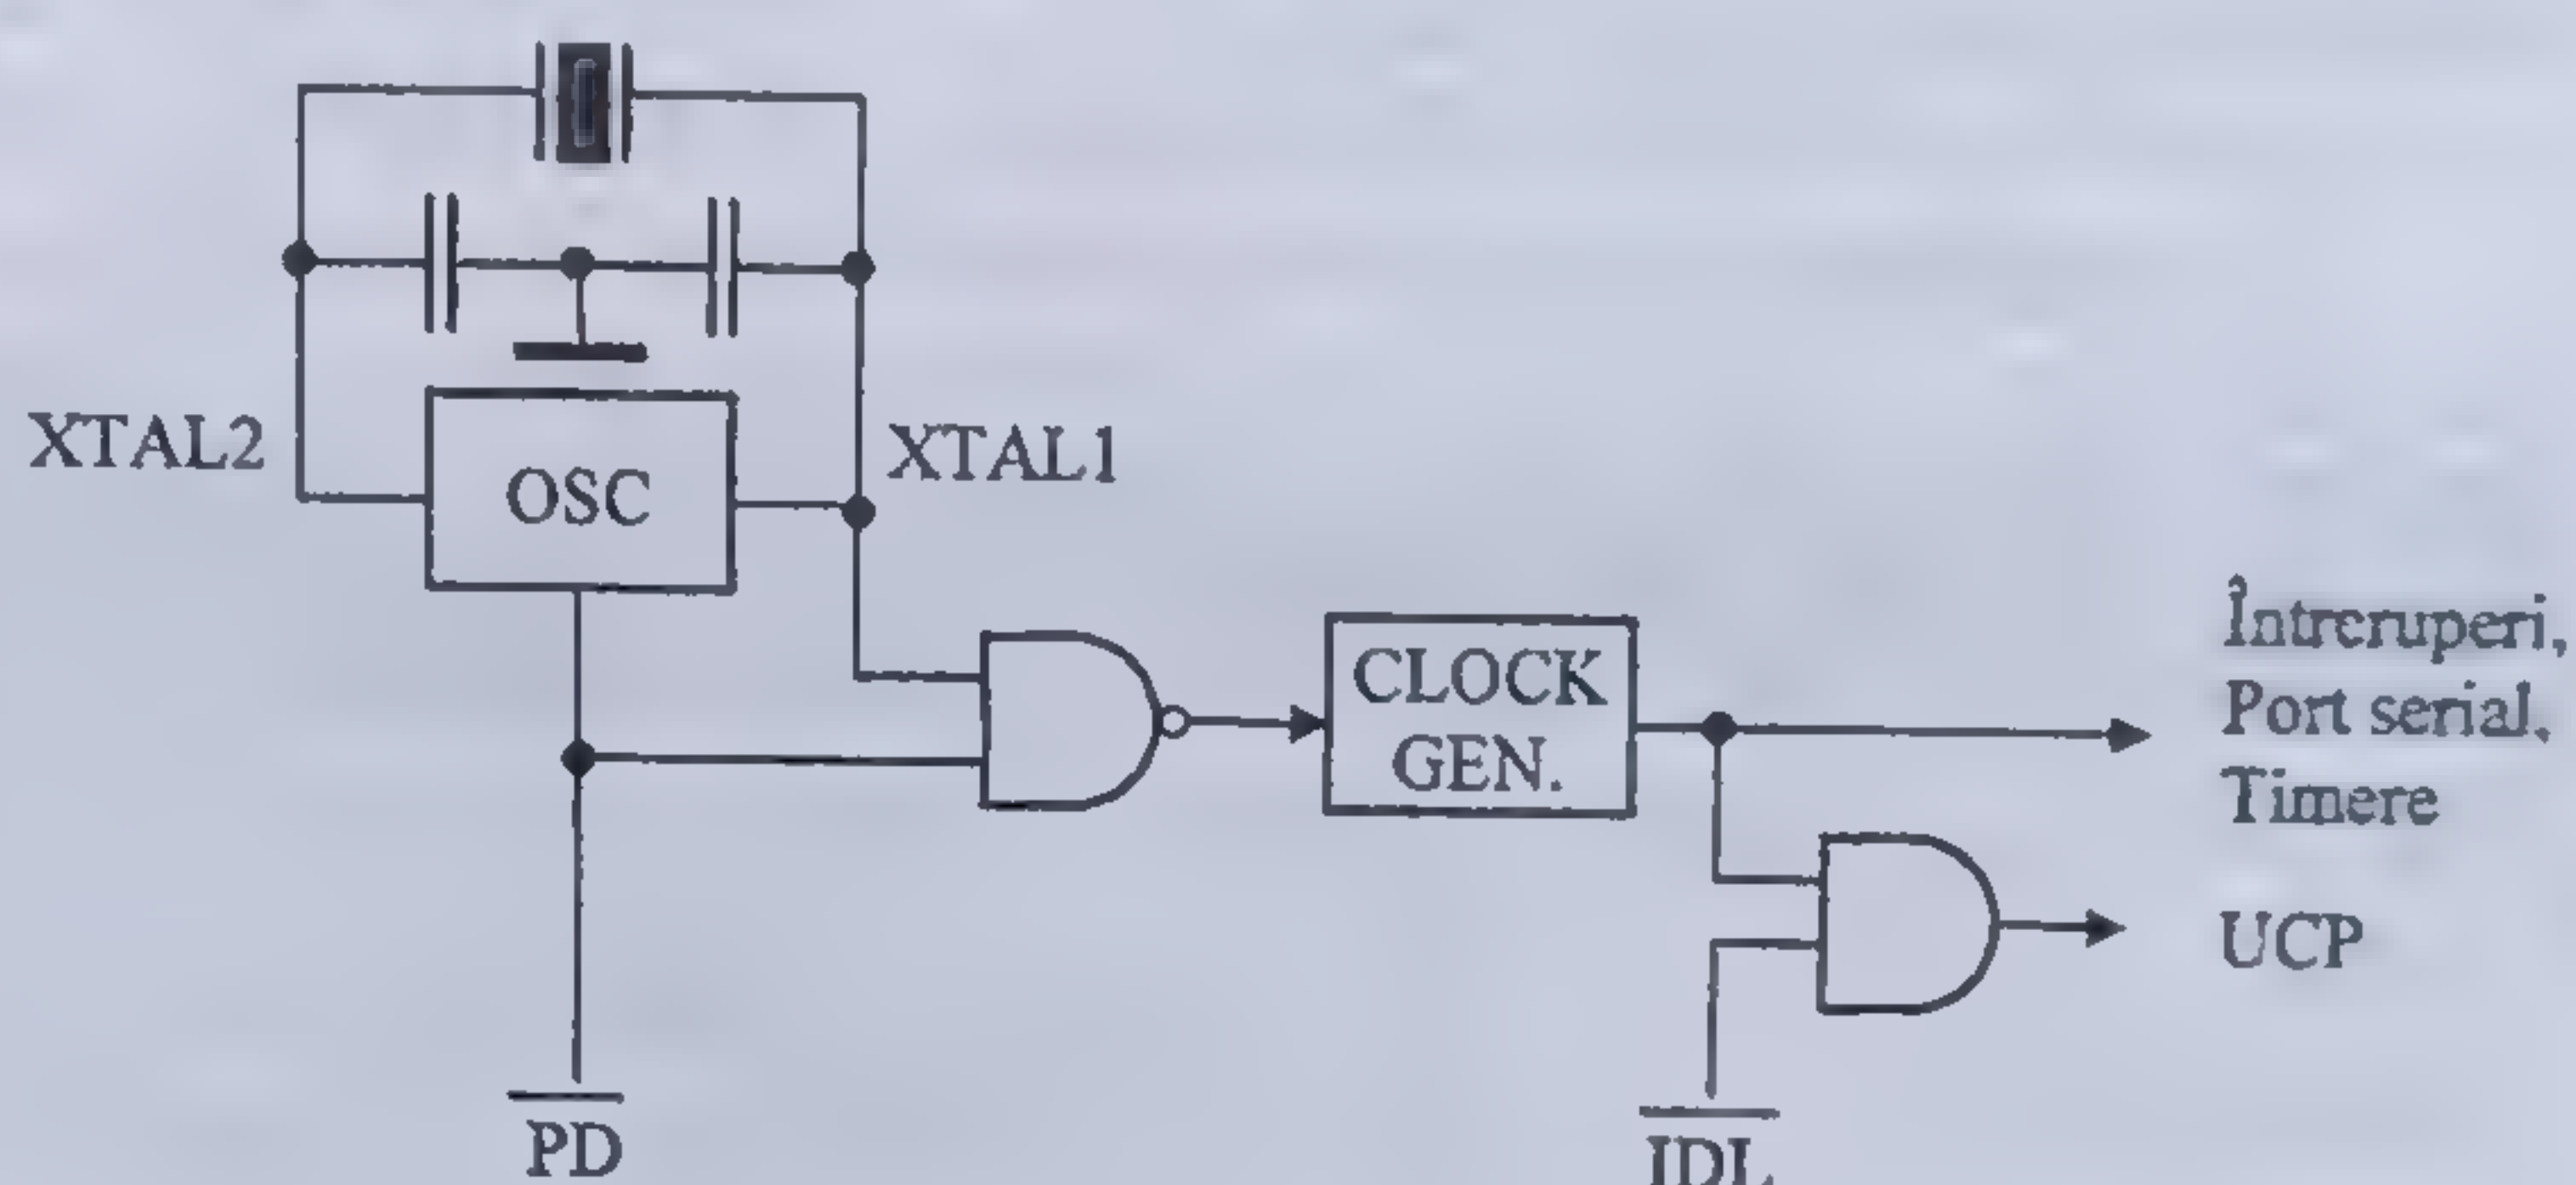 XTAL2
OSC
XTAL1
CLOCK
GEN.
Întreruperi,
Port serial,
Timere
UCP
PD
IDL